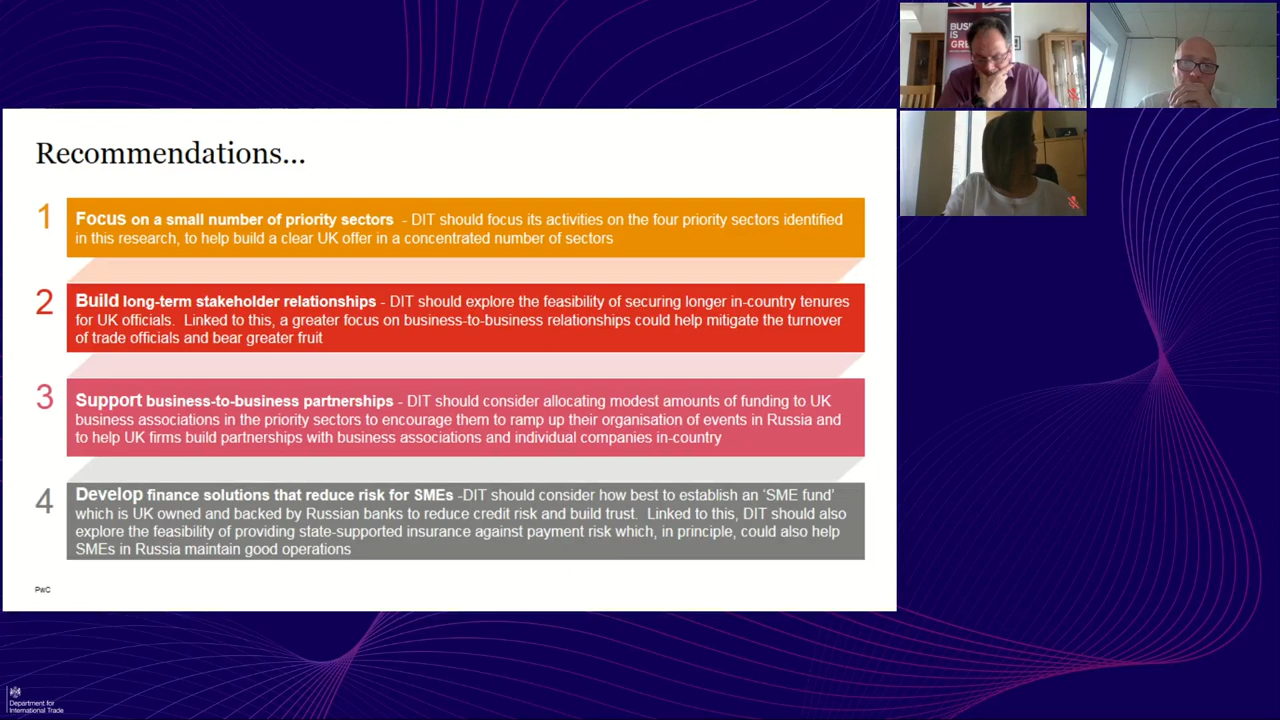 BUSI
IS
GRE
Recommendations...
1
Focus on a small number of priority sectors - DIT should focus its activities on the four priority sectors identified
in this research, to help build a clear UK offer in a concentrated number of sectors
2
Build long-term stakeholder relationships - DIT should explore the feasibility of securing longer in-country tenures
for UK officials. Linked to this, a greater focus on business-to-business relationships could help mitigate the turnover
of trade officials and bear greater fruit
3
Support business-to-business partnerships - DIT should consider allocating modest amounts of funding to UK
business associations in the priority sectors to encourage them to ramp up their organisation of events in Russia and
to help UK firms build partnerships with business associations and individual companies in-country
4
Develop finance solutions that reduce risk for SMEs -DIT should consider how best to establish an ‘SME fund’
which is UK owned and backed by Russian banks to reduce credit risk and build trust. Linked to this, DIT should also
explore the feasibility of providing state-supported insurance against payment risk which, in principle, could also help
SMEs in Russia maintain good operations
PwC
Department for
International Trade